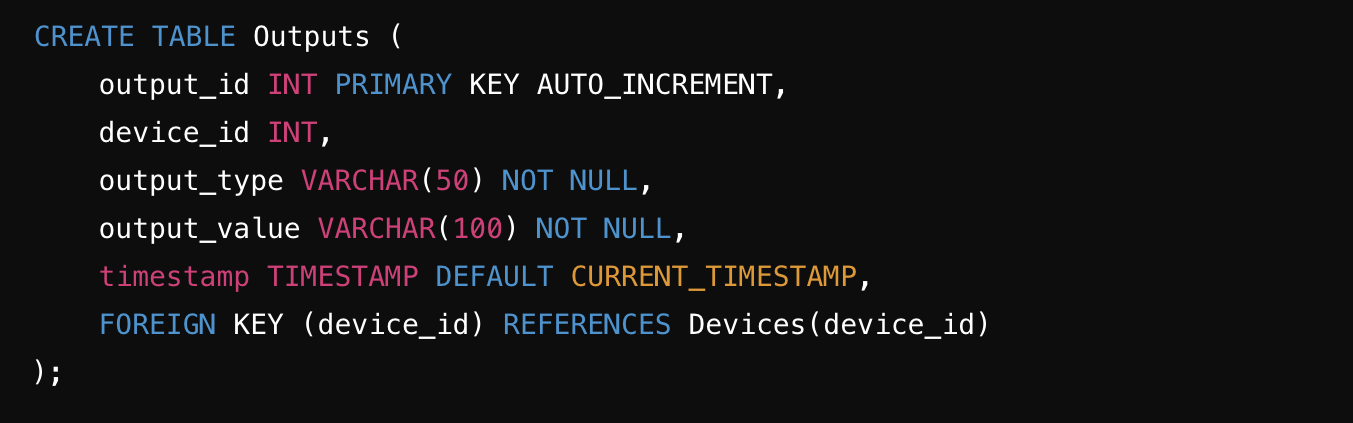 CREATE TABLE Outputs (
    output_id INT PRIMARY KEY AUTO_INCREMENT,
    device_id INT,
    output_type VARCHAR(50) NOT NULL,
    output_value VARCHAR(100) NOT NULL,
    timestamp TIMESTAMP DEFAULT CURRENT_TIMESTAMP,
    FOREIGN KEY (device_id) REFERENCES Devices(device_id)
);